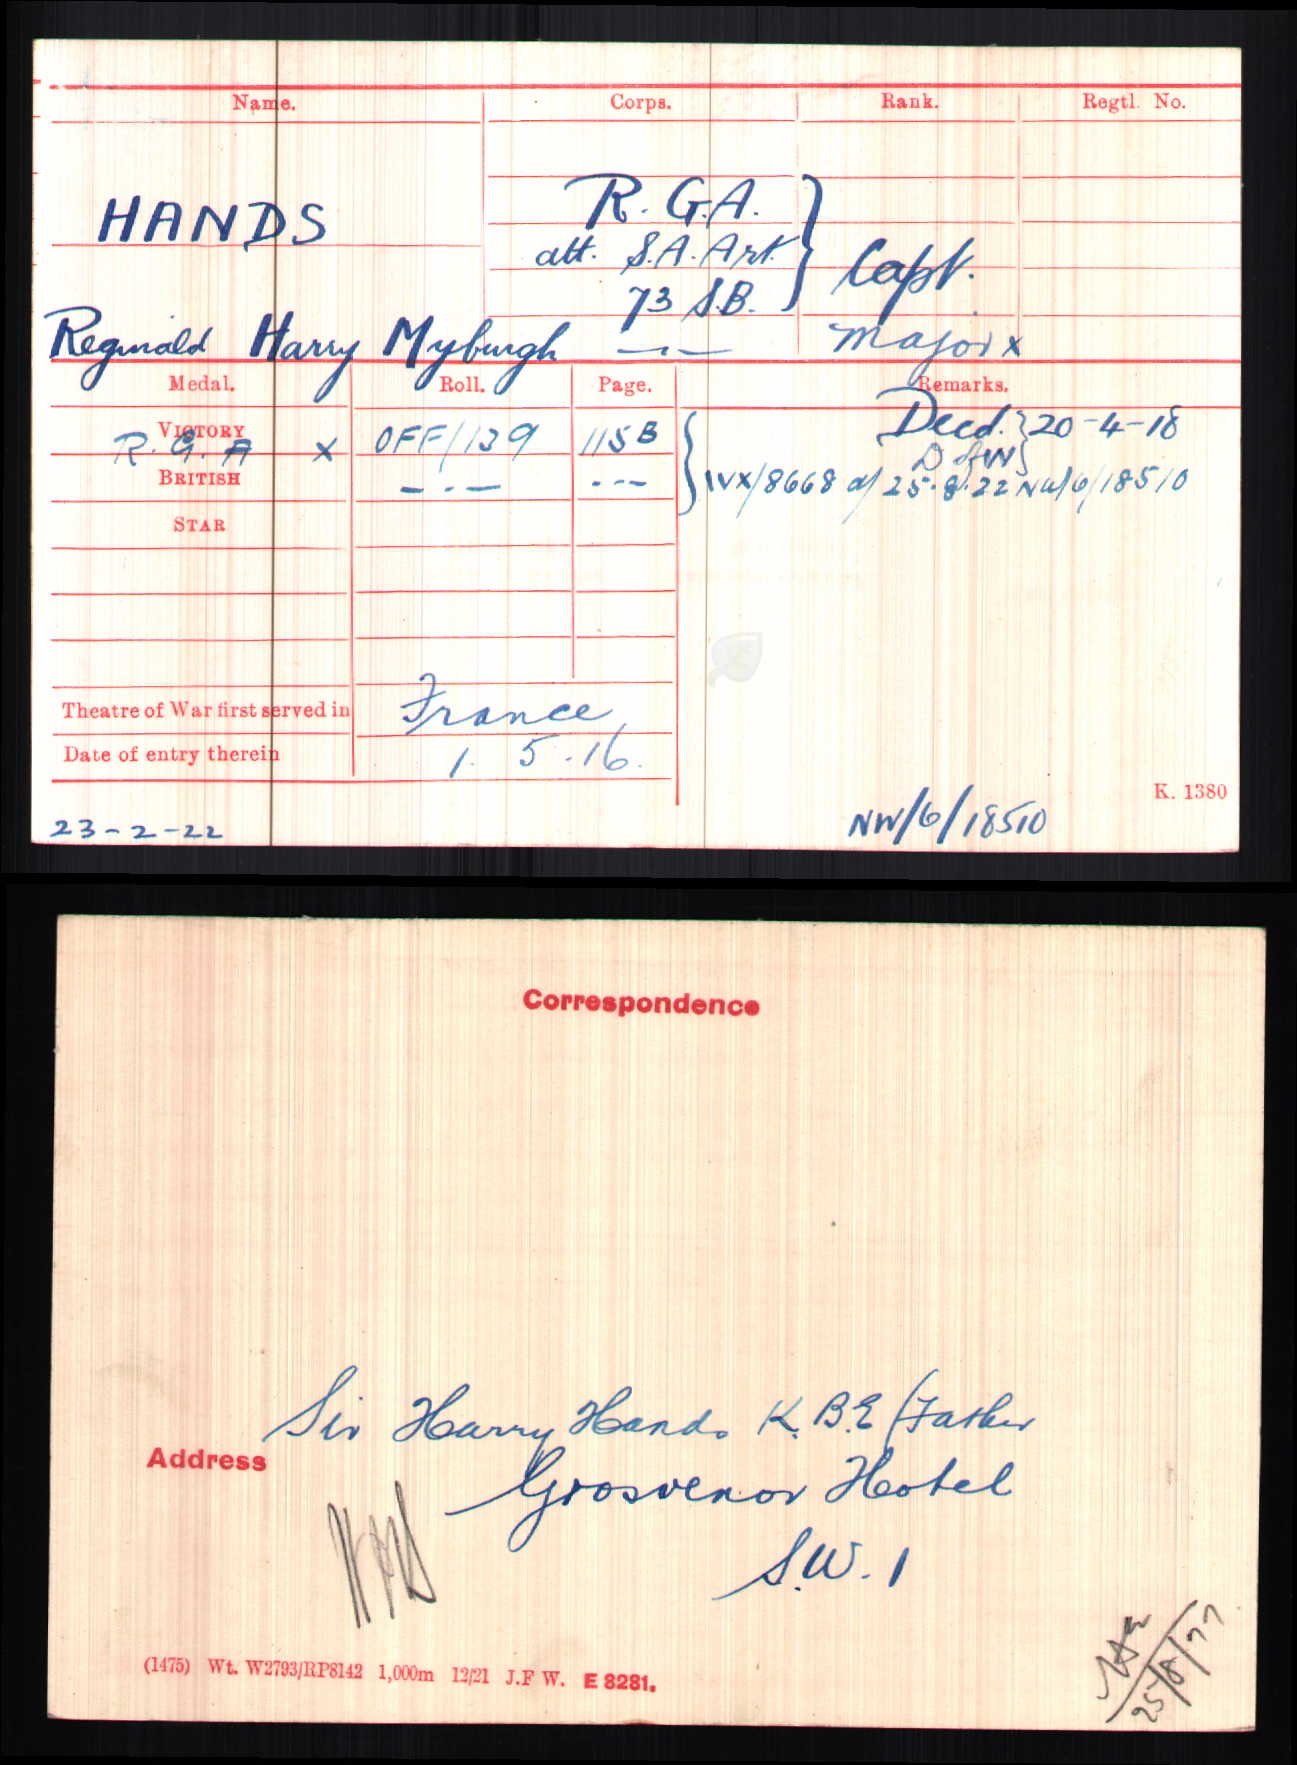 Name. Corps. Rank. Regtl. No.
HANDS R.G.A.
att. S.A. Art. Capt.
73 S.B.
Reginald Harry Myburgh —·— Major x
Medal. Roll. Page. Remarks.
VICTORY OFF/139 115B Decd. 20-4-18
R.G.A x D of W
BRITISH —·— -·- IVX/8668 d/ 25.8.22 NW/6/18510
STAR
Theatre of War first served in France
Date of entry therein 1.5.16.
K. 1380
23-2-22 NW/6/18510
Correspondence
Sir Harry Hands K.B.E (Father
Address
Grosvenor Hotel
S.W.1
(1475) Wt. W2793/RP8142 1,000m 12/21 J.F W. E 8281.
25/8/77